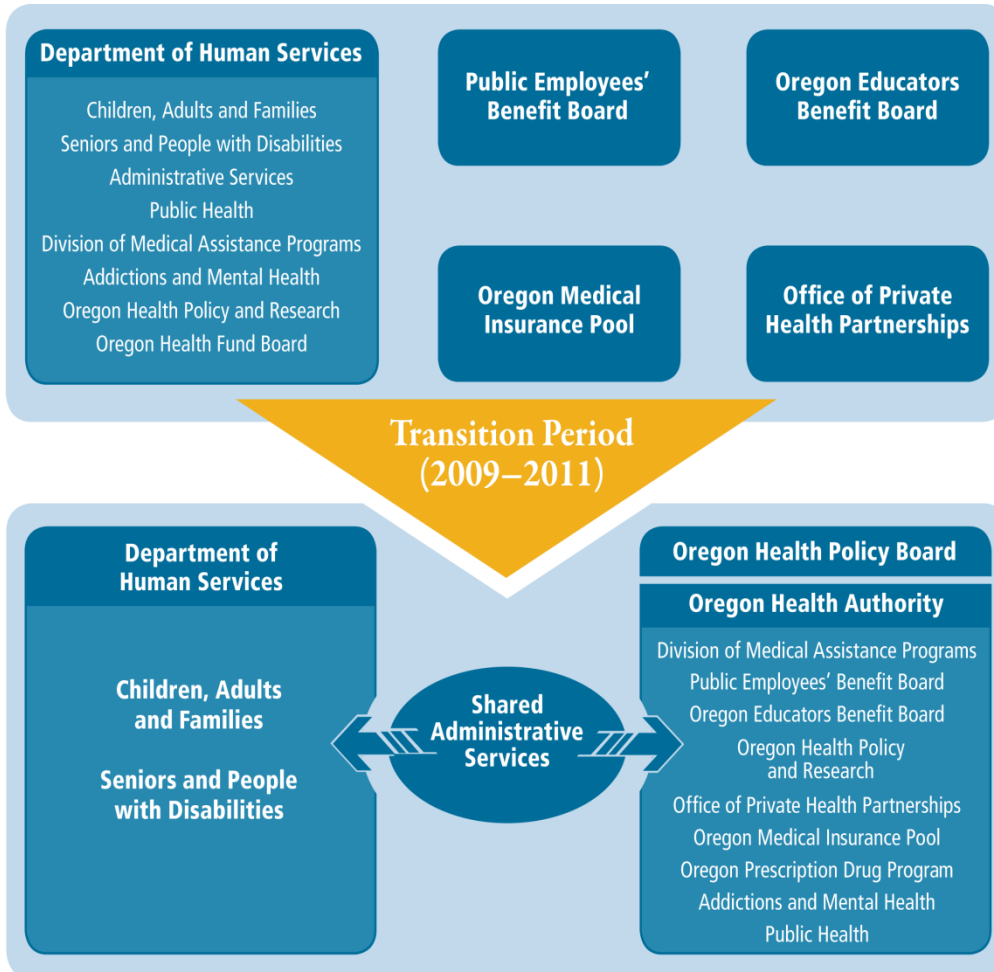 Department of Human Services
Children, Adults and Families
Seniors and People with Disabilities
Administrative Services
Public Health
Division of Medical Assistance Programs
Addictions and Mental Health
Oregon Health Policy and Research
Oregon Health Fund Board
Public Employees’
Benefit Board
Oregon Educators
Benefit Board
Oregon Medical
Insurance Pool
Office of Private
Health Partnerships
Transition Period
(2009–2011)
Department of
Human Services
Children, Adults
and Families
Seniors and People
with Disabilities
Shared
Administrative
Services
Oregon Health Policy Board
Oregon Health Authority
Division of Medical Assistance Programs
Public Employees’ Benefit Board
Oregon Educators Benefit Board
Oregon Health Policy
and Research
Office of Private Health Partnerships
Oregon Medical Insurance Pool
Oregon Prescription Drug Program
Addictions and Mental Health
Public Health